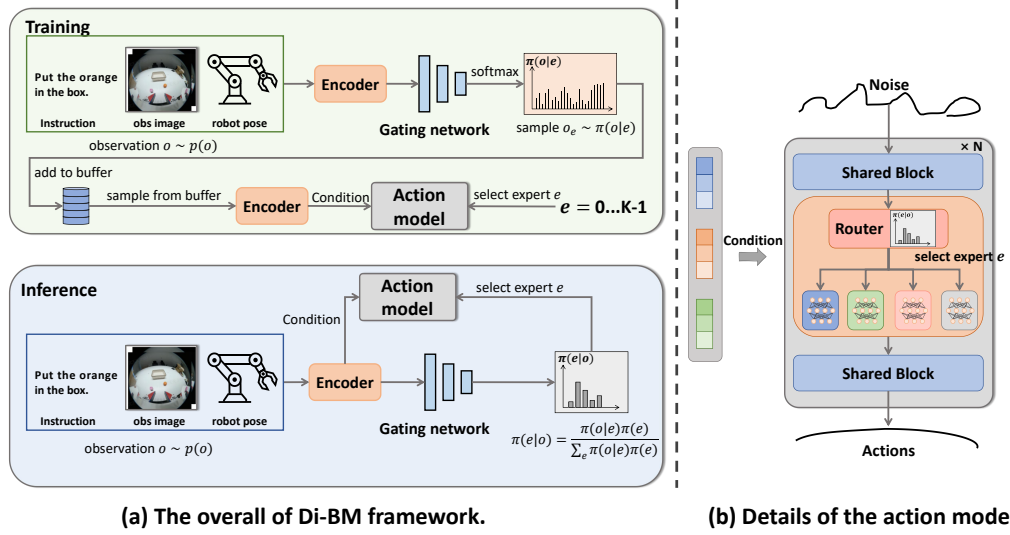 Training
Put the orange
in the box.
Instruction
obs image
robot pose
observation 𝑜 ~ 𝑝(𝑜)
Encoder
Gating network
softmax
𝝅(𝒐|𝒆)
sample 𝑜ₑ ~ 𝜋(𝑜|𝑒)
add to buffer
sample from buffer
Encoder
Condition
Action
model
select expert 𝑒
𝒆 = 0...K-1
Inference
Put the orange
in the box.
Instruction
obs image
robot pose
observation 𝑜 ~ 𝑝(𝑜)
Condition
Encoder
Action
model
select expert 𝑒
Gating network
𝝅(𝒆|𝒐)
𝜋(𝑒|𝑜) = 𝜋(𝑜|𝑒)𝜋(𝑒) / ∑ₑ 𝜋(𝑜|𝑒)𝜋(𝑒)
(a) The overall of Di-BM framework.
Noise
× N
Shared Block
Router
𝝅(𝒆|𝒐)
select expert 𝒆
Condition
Shared Block
Actions
(b) Details of the action mode